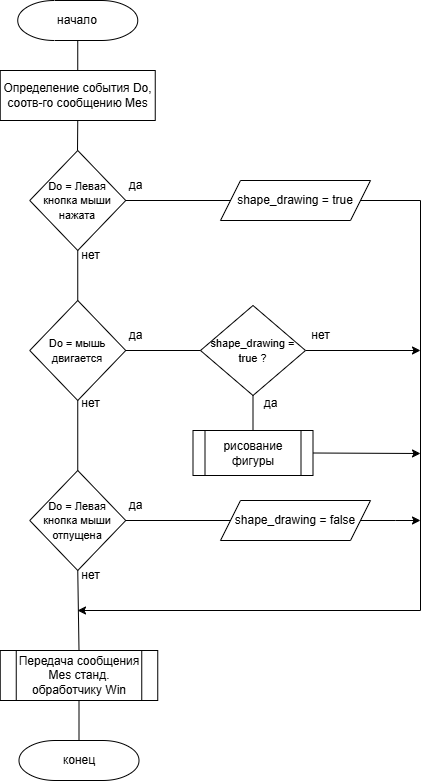 начало
Определение события Do,
соотв-го сообщению Mes
Do = Левая
кнопка мыши
нажата
да
shape_drawing = true
нет
Do = мышь
двигается
да
shape_drawing =
true ?
нет
да
нет
рисование
фигуры
Do = Левая
кнопка мыши
отпущена
да
shape_drawing = false
нет
Передача сообщения
Mes станд.
обработчику Win
конец